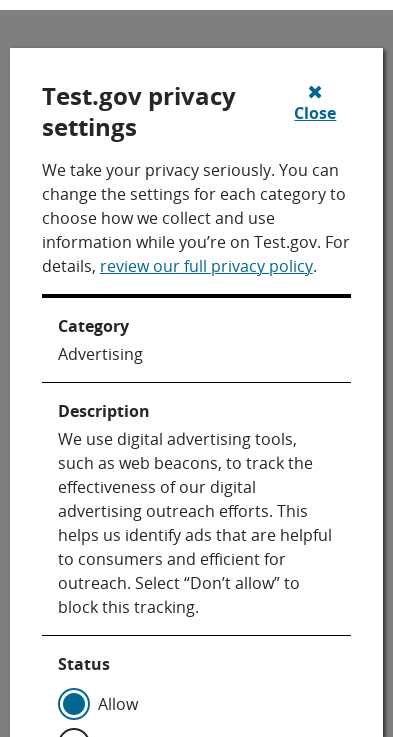 Test.gov privacy
settings
✖
Close
We take your privacy seriously. You can
change the settings for each category to
choose how we collect and use
information while you’re on Test.gov. For
details, review our full privacy policy.
Category
Advertising
Description
We use digital advertising tools,
such as web beacons, to track the
effectiveness of our digital
advertising outreach efforts. This
helps us identify ads that are helpful
to consumers and efficient for
outreach. Select “Don’t allow” to
block this tracking.
Status
Allow